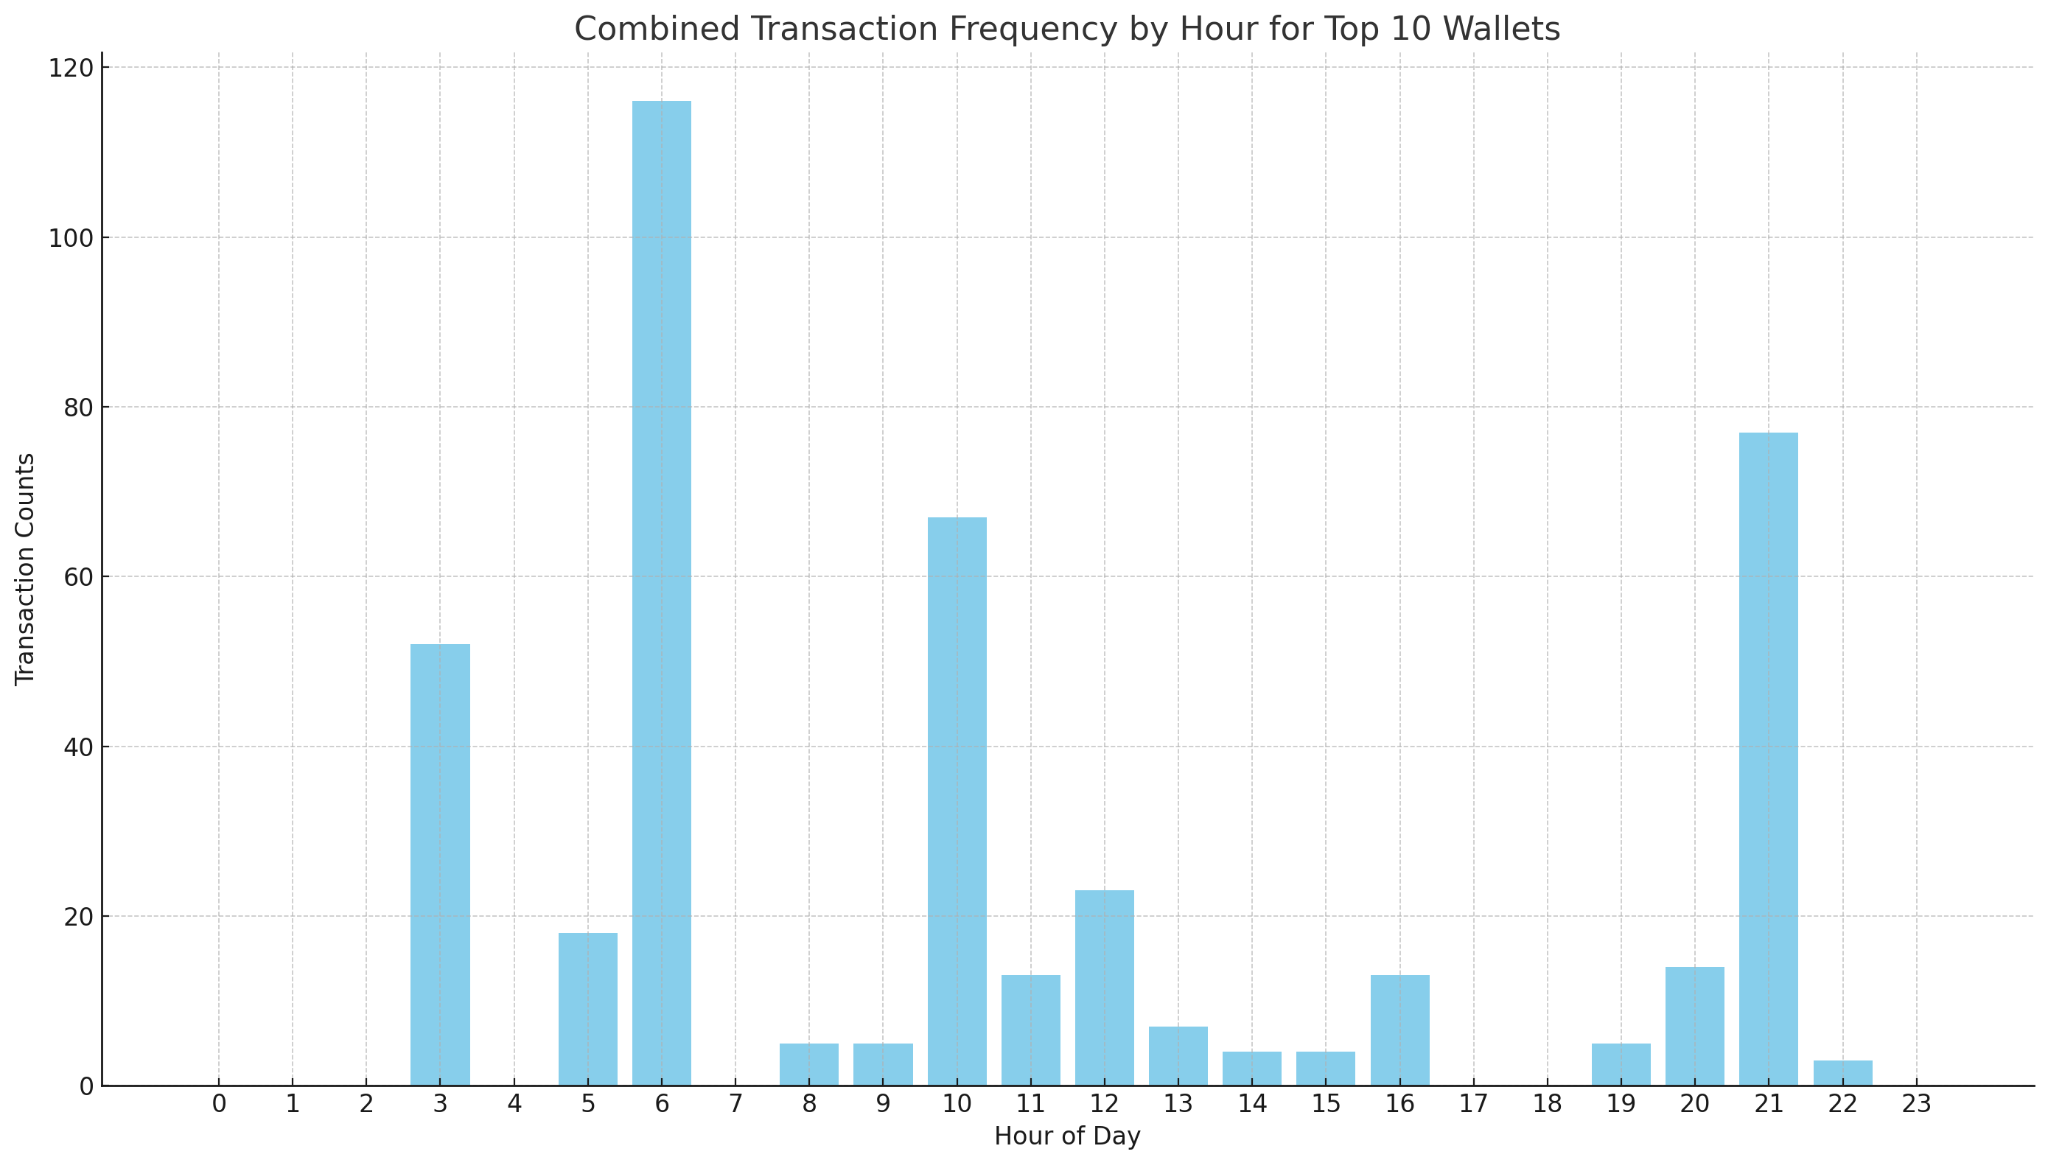 Combined Transaction Frequency by Hour for Top 10 Wallets
120
100
80
60
40
20
0
Transaction Counts
0 1 2 3 4 5 6 7 8 9 10 11 12 13 14 15 16 17 18 19 20 21 22 23
Hour of Day